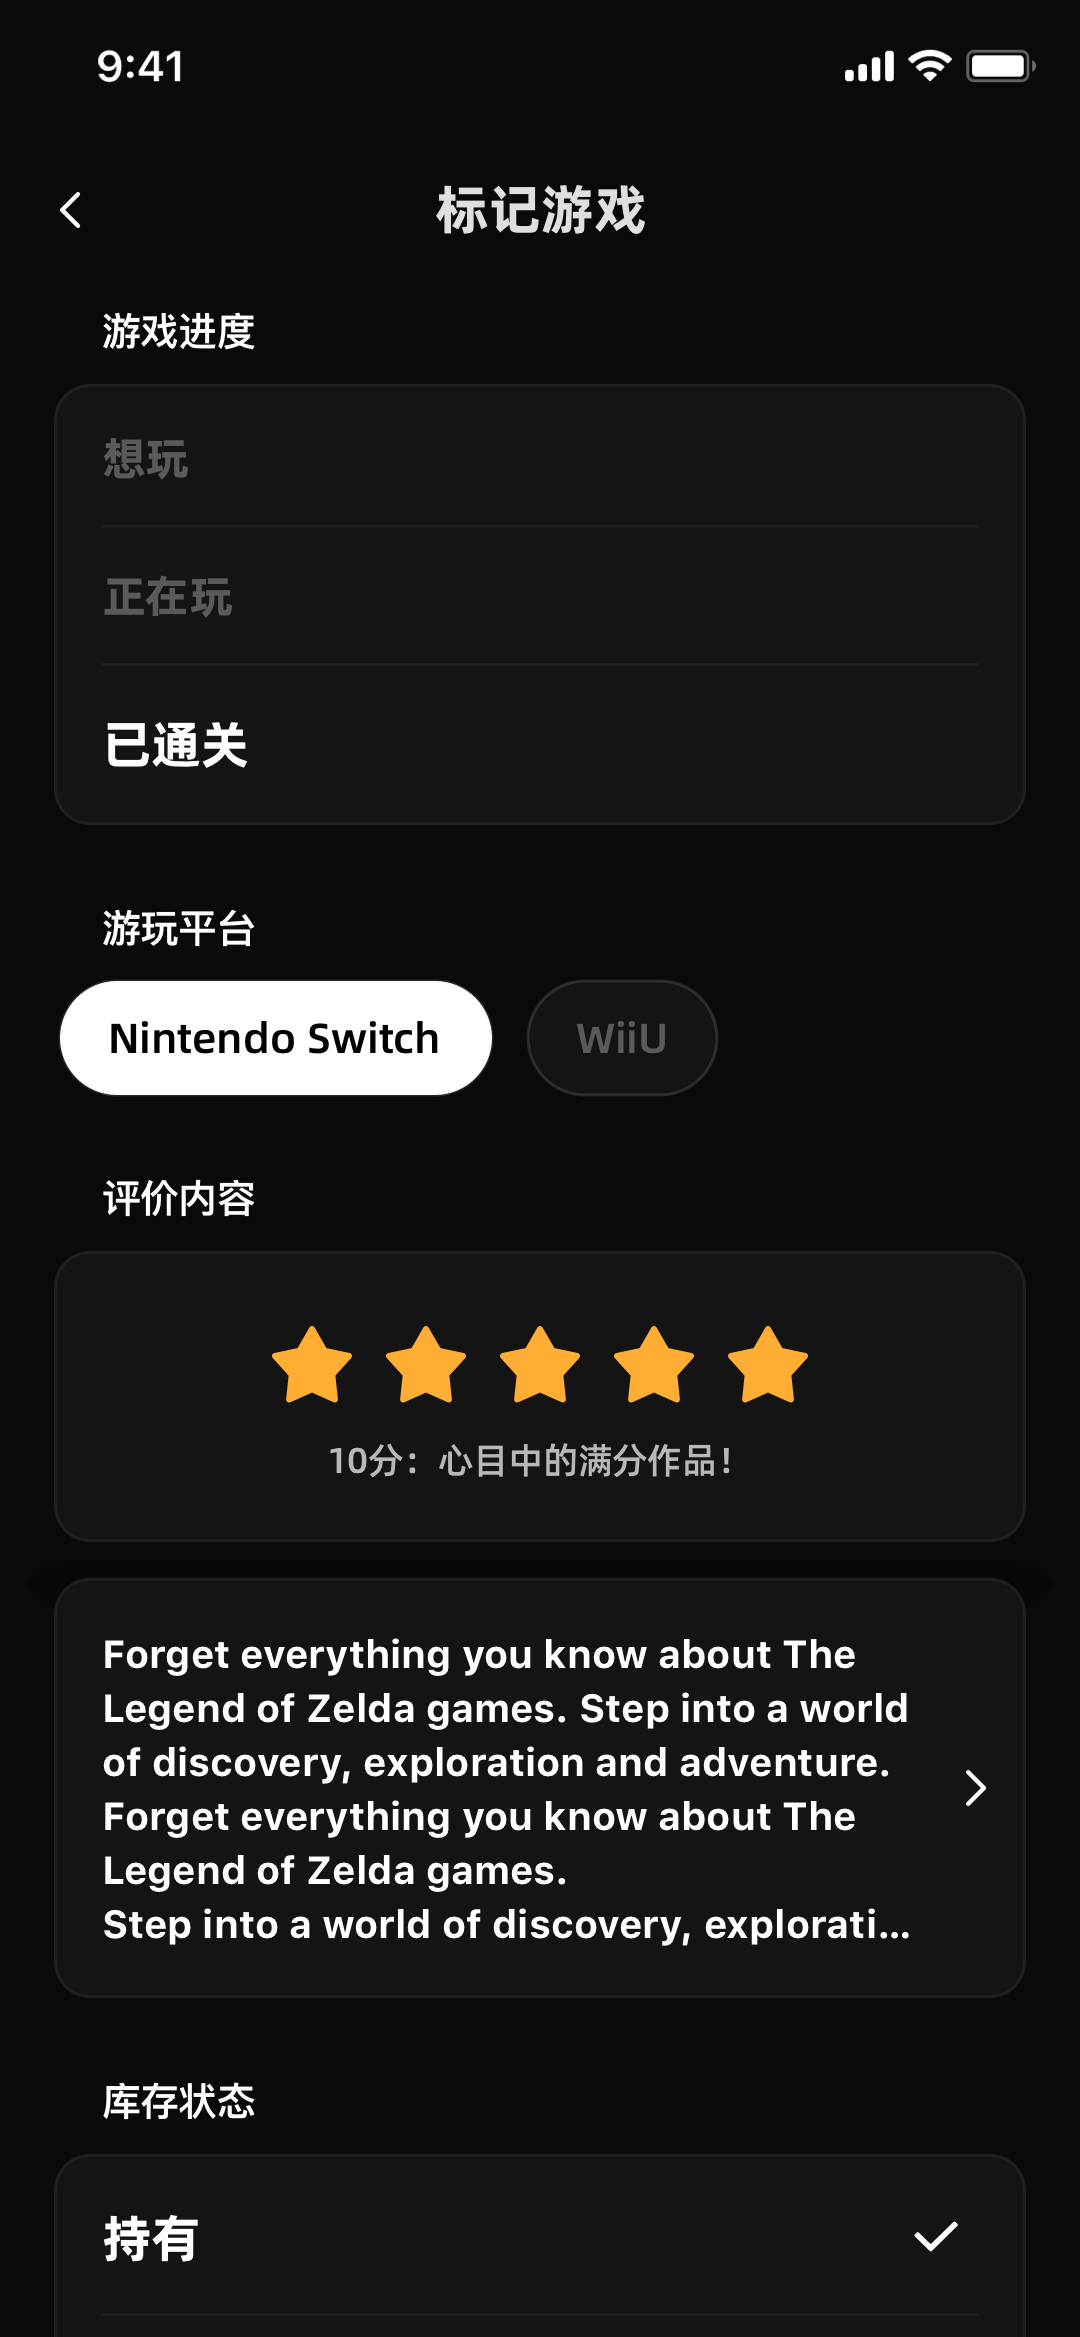 9:41
标记游戏
游戏进度
想玩
正在玩
已通关
游玩平台
Nintendo Switch
WiiU
评价内容
10分：心目中的满分作品！
Forget everything you know about The
Legend of Zelda games. Step into a world
of discovery, exploration and adventure.
Forget everything you know about The
Legend of Zelda games.
Step into a world of discovery, explorati...
库存状态
持有